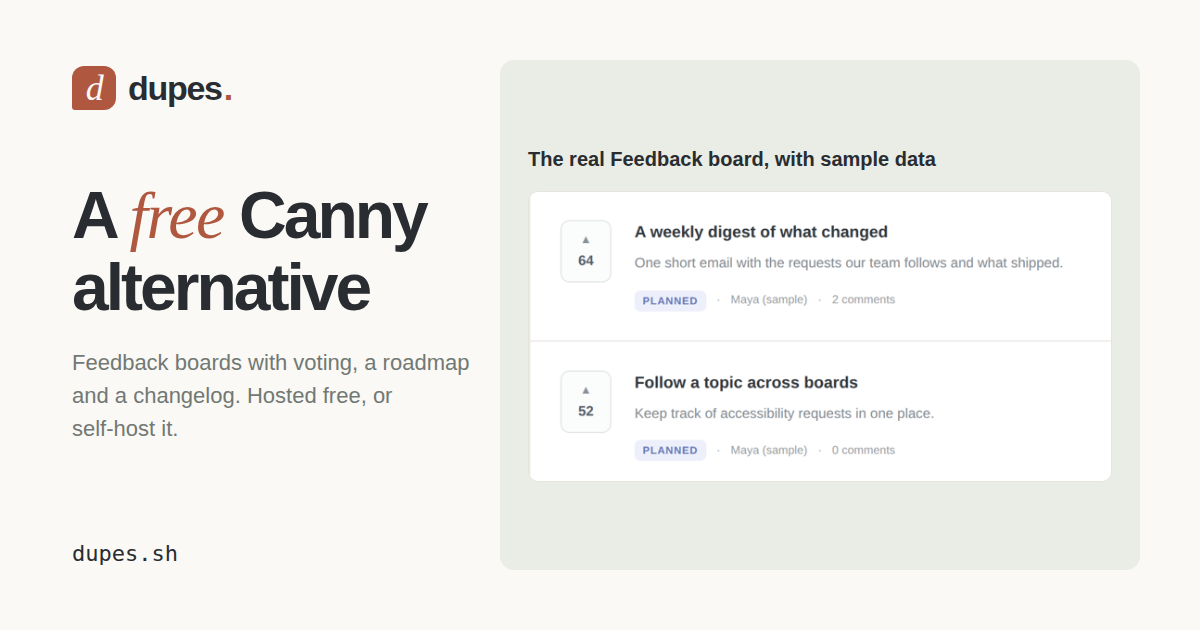 d dupes.
A free Canny
alternative
Feedback boards with voting, a roadmap
and a changelog. Hosted free, or
self-host it.
dupes.sh
The real Feedback board, with sample data
▲
64
A weekly digest of what changed
One short email with the requests our team follows and what shipped.
PLANNED · Maya (sample) · 2 comments
▲
52
Follow a topic across boards
Keep track of accessibility requests in one place.
PLANNED · Maya (sample) · 0 comments